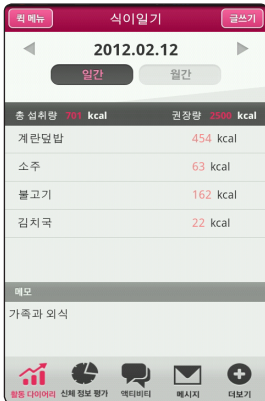 퀵 메뉴 식이일기 글쓰기
2012.02.12
일간 월간
총 섭취량 701 kcal 권장량 2500 kcal
계란덮밥 454 kcal
소주 63 kcal
불고기 162 kcal
김치국 22 kcal
메모
가족과 외식
활동 다이어리 신체 정보 평가 액티비티 메시지 더보기